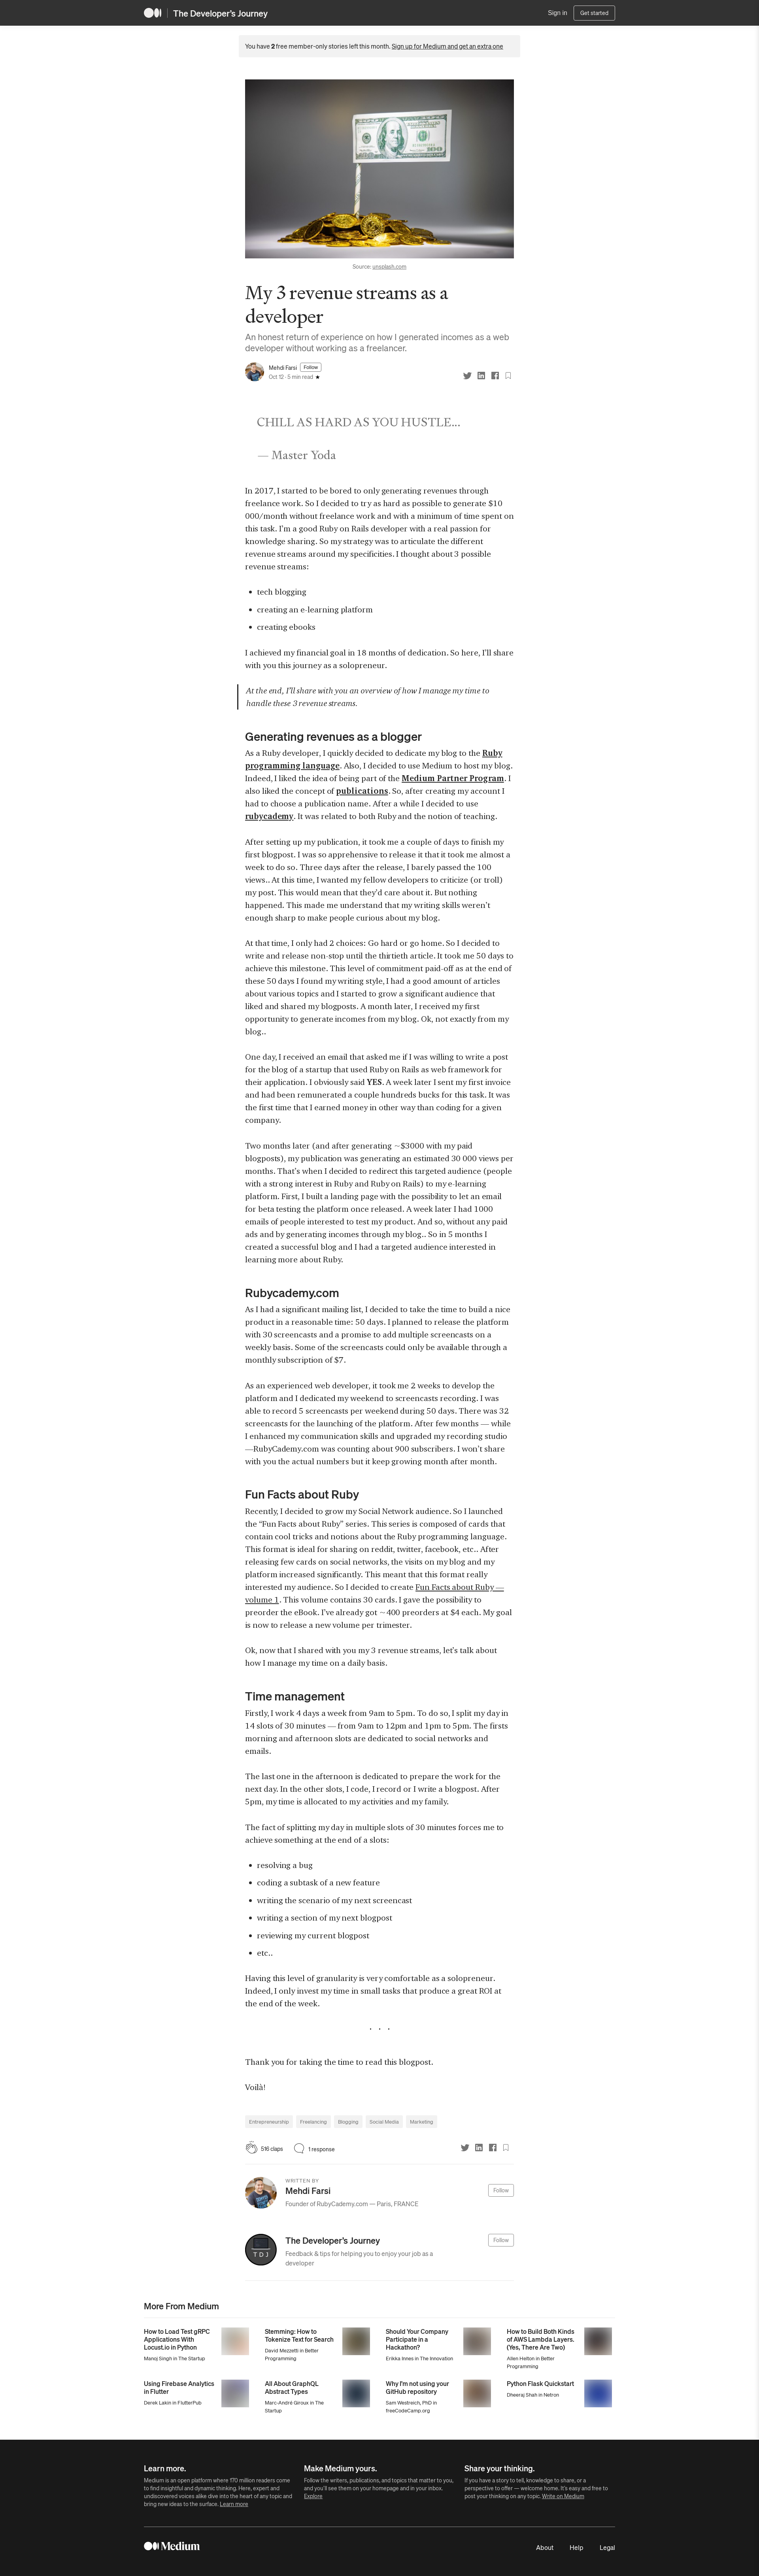 The Developer's Journey
Sign in
Get started
You have 2 free member-only stories left this month. Sign up for Medium and get an extra one
Source: unsplash.com
My 3 revenue streams as a
developer
An honest return of experience on how I generated incomes as a web
developer without working as a freelancer.
Mehdi Farsi
Follow
Oct 12 · 5 min read ★
CHILL AS HARD AS YOU HUSTLE…
— Master Yoda
In 2017, I started to be bored to only generating revenues through
freelance work. So I decided to try as hard as possible to generate $10
000/month without freelance work and with a minimum of time spent on
this task. I'm a good Ruby on Rails developer with a real passion for
knowledge sharing. So my strategy was to articulate the different
revenue streams around my specificities. I thought about 3 possible
revenue streams:
• tech blogging
• creating an e-learning platform
• creating ebooks
I achieved my financial goal in 18 months of dedication. So here, I'll share
with you this journey as a solopreneur.
At the end, I'll share with you an overview of how I manage my time to
handle these 3 revenue streams.
Generating revenues as a blogger
As a Ruby developer, I quickly decided to dedicate my blog to the Ruby
programming language. Also, I decided to use Medium to host my blog.
Indeed, I liked the idea of being part of the Medium Partner Program. I
also liked the concept of publications. So, after creating my account I
had to choose a publication name. After a while I decided to use
rubycademy. It was related to both Ruby and the notion of teaching.
After setting up my publication, it took me a couple of days to finish my
first blogpost. I was so apprehensive to release it that it took me almost a
week to do so. Three days after the release, I barely passed the 100
views.. At this time, I wanted my fellow developers to criticize (or troll)
my post. This would mean that they'd care about it. But nothing
happened. This made me understand that my writing skills weren't
enough sharp to make people curious about my blog.
At that time, I only had 2 choices: Go hard or go home. So I decided to
write and release non-stop until the thirtieth article. It took me 50 days to
achieve this milestone. This level of commitment paid-off as at the end of
these 50 days I found my writing style, I had a good amount of articles
about various topics and I started to grow a significant audience that
liked and shared my blogposts. A month later, I received my first
opportunity to generate incomes from my blog. Ok, not exactly from my
blog..
One day, I received an email that asked me if I was willing to write a post
for the blog of a startup that used Ruby on Rails as web framework for
their application. I obviously said YES. A week later I sent my first invoice
and had been remunerated a couple hundreds bucks for this task. It was
the first time that I earned money in other way than coding for a given
company.
Two months later (and after generating ~$3000 with my paid
blogposts), my publication was generating an estimated 30 000 views per
months. That's when I decided to redirect this targeted audience (people
with a strong interest in Ruby and Ruby on Rails) to my e-learning
platform. First, I built a landing page with the possibility to let an email
for beta testing the platform once released. A week later I had 1000
emails of people interested to test my product. And so, without any paid
ads and by generating incomes through my blog.. So in 5 months I
created a successful blog and I had a targeted audience interested in
learning more about Ruby.
Rubycademy.com
As I had a significant mailing list, I decided to take the time to build a nice
product in a reasonable time: 50 days. I planned to release the platform
with 30 screencasts and a promise to add multiple screencasts on a
weekly basis. Some of the screencasts could only be available through a
monthly subscription of $7.
As an experienced web developer, it took me 2 weeks to develop the
platform and I dedicated my weekend to screencasts recording. I was
able to record 5 screencasts per weekend during 50 days. There was 32
screencasts for the launching of the platform. After few months — while
I enhanced my communication skills and upgraded my recording studio
—RubyCademy.com was counting about 900 subscribers. I won't share
with you the actual numbers but it keep growing month after month.
Fun Facts about Ruby
Recently, I decided to grow my Social Network audience. So I launched
the "Fun Facts about Ruby" series. This series is composed of cards that
contain cool tricks and notions about the Ruby programming language.
This format is ideal for sharing on reddit, twitter, facebook, etc.. After
releasing few cards on social networks, the visits on my blog and my
platform increased significantly. This meant that this format really
interested my audience. So I decided to create Fun Facts about Ruby —
volume 1. This volume contains 30 cards. I gave the possibility to
preorder the eBook. I've already got ~400 preorders at $4 each. My goal
is now to release a new volume per trimester.
Ok, now that I shared with you my 3 revenue streams, let's talk about
how I manage my time on a daily basis.
Time management
Firstly, I work 4 days a week from 9am to 5pm. To do so, I split my day in
14 slots of 30 minutes — from 9am to 12pm and 1pm to 5pm. The firsts
morning and afternoon slots are dedicated to social networks and
emails.
The last one in the afternoon is dedicated to prepare the work for the
next day. In the other slots, I code, I record or I write a blogpost. After
5pm, my time is allocated to my activities and my family.
The fact of splitting my day in multiple slots of 30 minutes forces me to
achieve something at the end of a slots:
• resolving a bug
• coding a subtask of a new feature
• writing the scenario of my next screencast
• writing a section of my next blogpost
• reviewing my current blogpost
• etc..
Having this level of granularity is very comfortable as a solopreneur.
Indeed, I only invest my time in small tasks that produce a great ROI at
the end of the week.
· · ·
Thank you for taking the time to read this blogpost.
Voilà!
Entrepreneurship
Freelancing
Blogging
Social Media
Marketing
516 claps
1 response
WRITTEN BY
Mehdi Farsi
Follow
Founder of RubyCademy.com — Paris, FRANCE
TDJ
The Developer's Journey
Follow
Feedback & tips for helping you to enjoy your job as a
developer
More From Medium
How to Load Test gRPC
Applications With
Locust.io in Python
Manoj Singh in The Startup
Stemming: How to
Tokenize Text for Search
David Mezzetti in Better
Programming
Should Your Company
Participate in a
Hackathon?
Erikka Innes in The Innovation
How to Build Both Kinds
of AWS Lambda Layers.
(Yes, There Are Two)
Allen Helton in Better
Programming
Using Firebase Analytics
in Flutter
Derek Lakin in FlutterPub
All About GraphQL
Abstract Types
Marc-André Giroux in The
Startup
Why I'm not using your
GitHub repository
Sam Westreich, PhD in
freeCodeCamp.org
Python Flask Quickstart
Dheeraj Shah in Netron
Learn more.
Medium is an open platform where 170 million readers come
to find insightful and dynamic thinking. Here, expert and
undiscovered voices alike dive into the heart of any topic and
bring new ideas to the surface. Learn more
Make Medium yours.
Follow the writers, publications, and topics that matter to you,
and you'll see them on your homepage and in your inbox.
Explore
Share your thinking.
If you have a story to tell, knowledge to share, or a
perspective to offer — welcome home. It's easy and free to
post your thinking on any topic. Write on Medium
Medium
About
Help
Legal